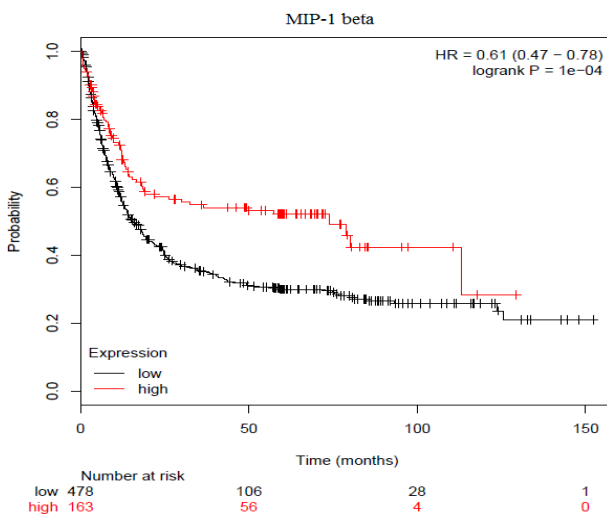 MIP-1 beta
HR = 0.61 (0.47 − 0.78)
logrank P = 1e−04
Probability
1.0
0.8
0.6
0.4
0.2
0.0
Expression
low
high
0 50 100 150
Time (months)
Number at risk
low 478 106 28 1
high 163 56 4 0